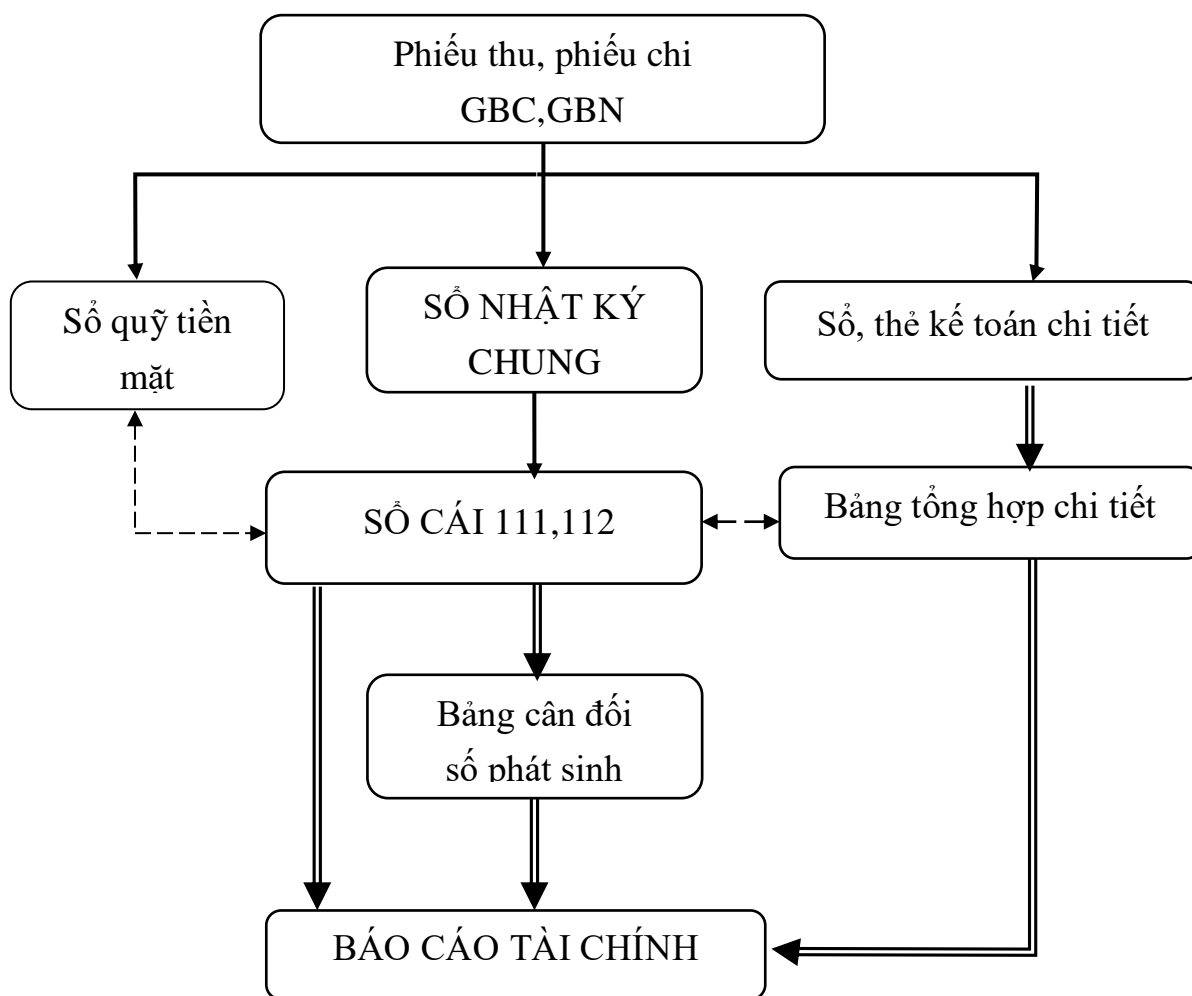 Phiếu thu, phiếu chi
GBC,GBN
Sổ quỹ tiền
mặt
SỔ NHẬT KÝ
CHUNG
Sổ, thẻ kế toán chi tiết
SỔ CÁI 111,112
Bảng tổng hợp chi tiết
Bảng cân đối
số phát sinh
BÁO CÁO TÀI CHÍNH